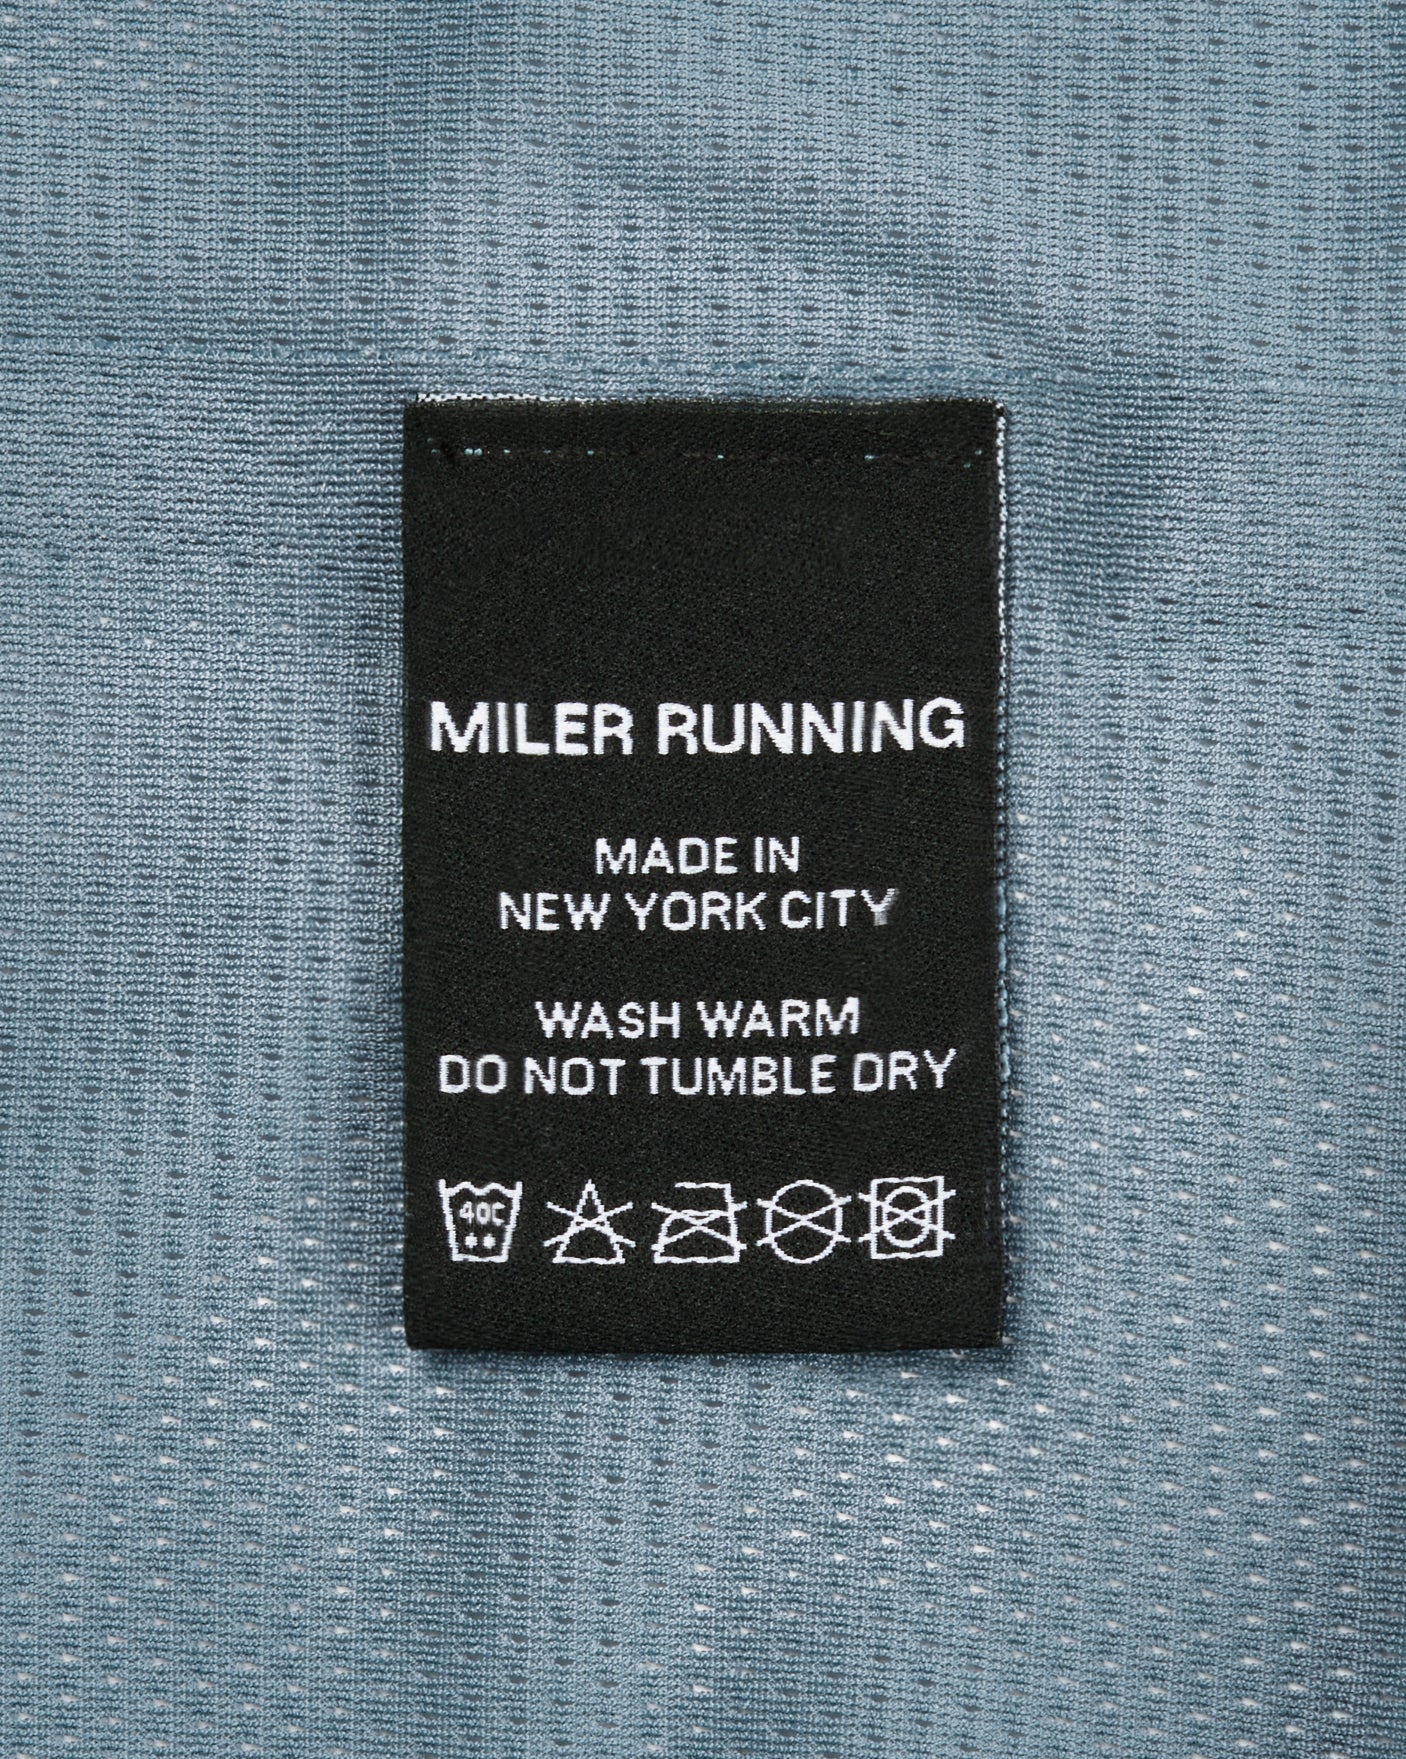 MILER RUNNING
MADE IN
NEW YORK CITY
WASH WARM
DO NOT TUMBLE DRY
40C